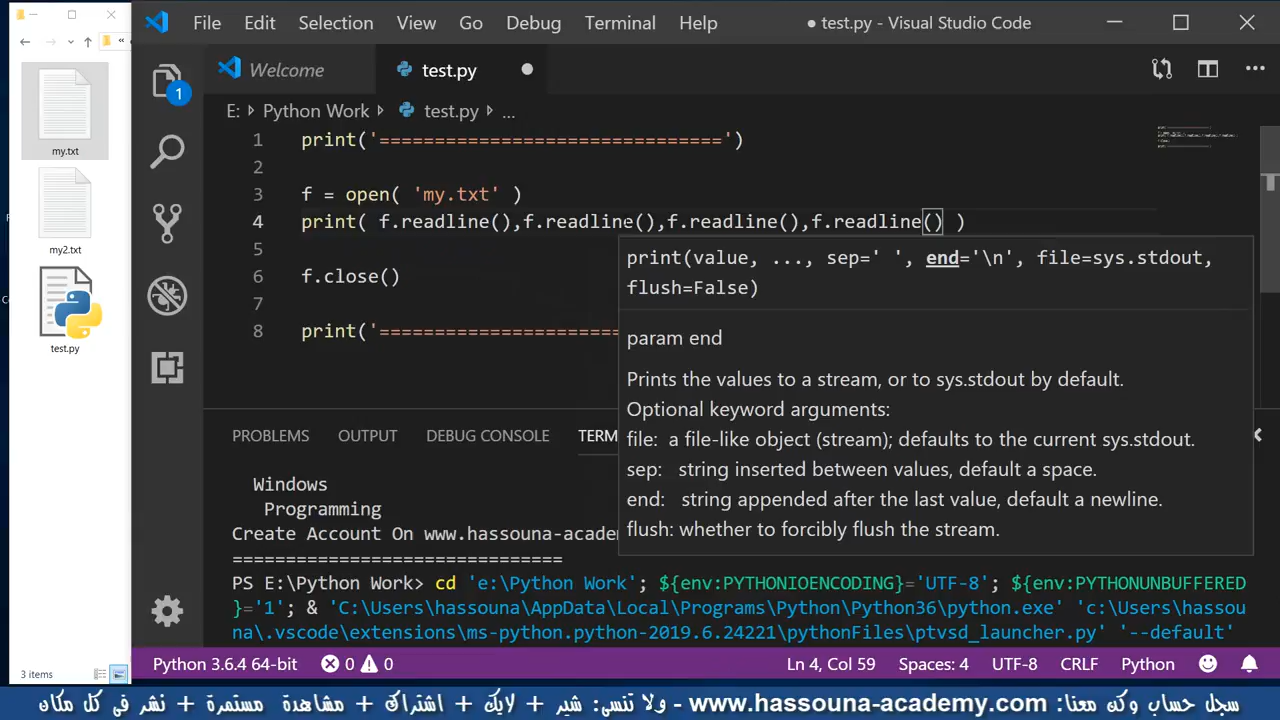 File Edit Selection View Go Debug Terminal Help
● test.py - Visual Studio Code
Welcome
test.py
E: > Python Work > test.py > ...
1 print('================================')
2
3 f = open( 'my.txt' )
4 print( f.readline(),f.readline(),f.readline(),f.readline() )
5
6 f.close()
7
8 print('======================
print(value, ..., sep=' ', end='\n', file=sys.stdout,
flush=False)
param end
Prints the values to a stream, or to sys.stdout by default.
Optional keyword arguments:
file: a file-like object (stream); defaults to the current sys.stdout.
sep: string inserted between values, default a space.
end: string appended after the last value, default a newline.
flush: whether to forcibly flush the stream.
PROBLEMS OUTPUT DEBUG CONSOLE TERM
Windows
Programming
Create Account On www.hassouna-acade
===============================
PS E:\Python Work> cd 'e:\Python Work'; ${env:PYTHONIOENCODING}='UTF-8'; ${env:PYTHONUNBUFFERED
}='1'; & 'C:\Users\hassouna\AppData\Local\Programs\Python\Python36\python.exe' 'c:\Users\hassou
na\.vscode\extensions\ms-python.python-2019.6.24221\pythonFiles\ptvsd_launcher.py' '--default'
Python 3.6.4 64-bit 0 0 Ln 4, Col 59 Spaces: 4 UTF-8 CRLF Python
my.txt
my2.txt
test.py
3 items
1
سجل حساب وكن معنا: www.hassouna-academy.com - ولا تنسى: شير + لايك + اشتراك + مشاهدة مستمرة + نشر فى كل مكان